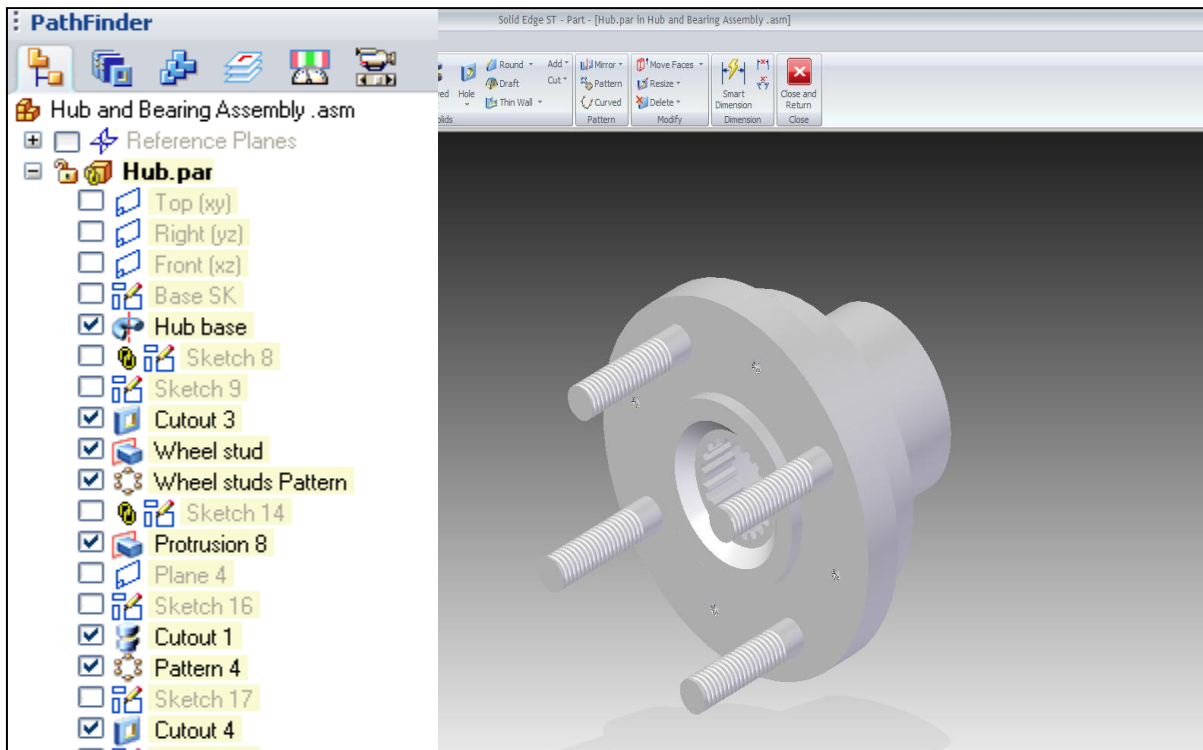 PathFinder
Hub and Bearing Assembly .asm
Reference Planes
Hub.par
Top (xy)
Right (yz)
Front (xz)
Base SK
Hub base
Sketch 8
Sketch 9
Cutout 3
Wheel stud
Wheel studs Pattern
Sketch 14
Protrusion 8
Plane 4
Sketch 16
Cutout 1
Pattern 4
Sketch 17
Cutout 4
Solid Edge ST - Part - [Hub.par in Hub and Bearing Assembly .asm]
Round Add Mirror Move Faces
Draft Cut Pattern Resize
ved Hole Thin Wall Curved Delete Smart Dimension Close and Return
olids Pattern Modify Dimension Close